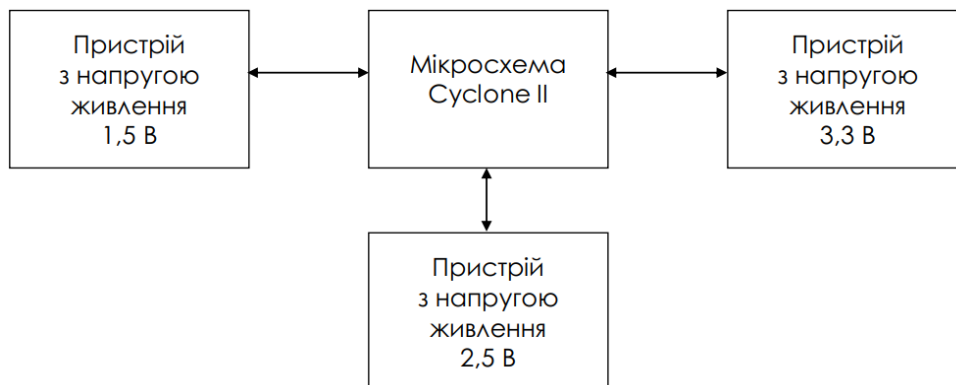 Пристрій
з напругою
живлення
1,5 В
Мікросхема
Cyclone II
Пристрій
з напругою
живлення
3,3 В
Пристрій
з напругою
живлення
2,5 В